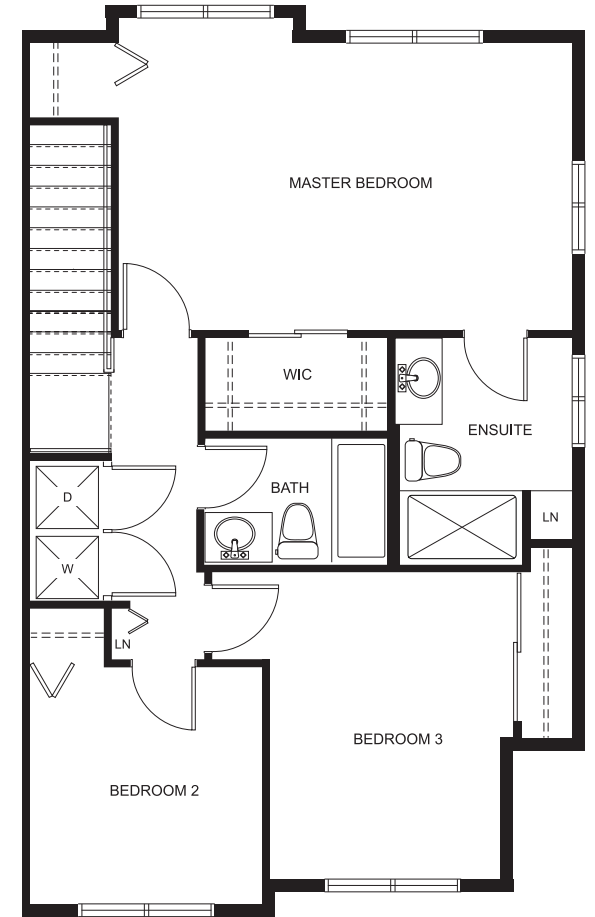 MASTER BEDROOM
WIC
ENSUITE
BATH
D
LN
W
LN
BEDROOM 3
BEDROOM 2